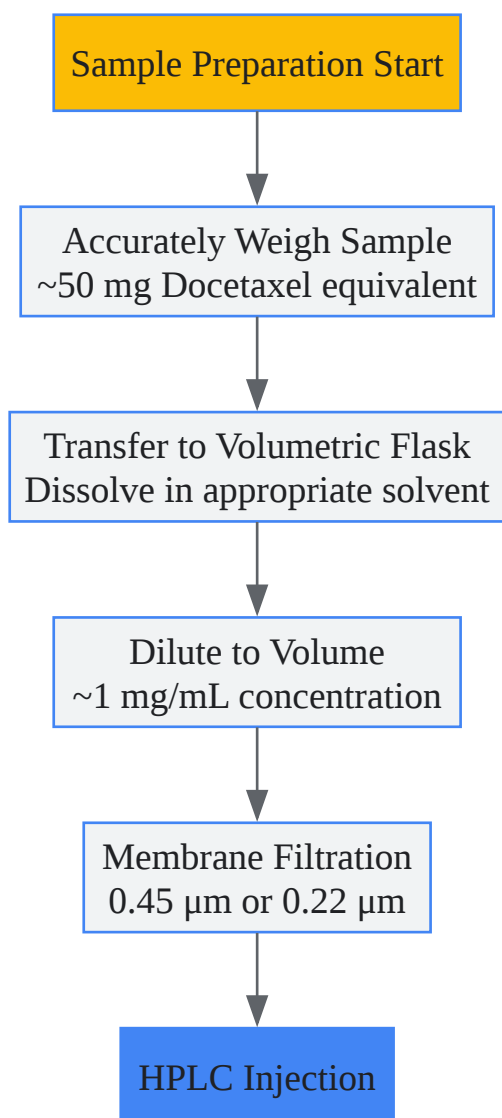 Sample Preparation Start
Accurately Weigh Sample
~50 mg Docetaxel equivalent
Transfer to Volumetric Flask
Dissolve in appropriate solvent
Dilute to Volume
~1 mg/mL concentration
Membrane Filtration
0.45 μm or 0.22 μm
HPLC Injection